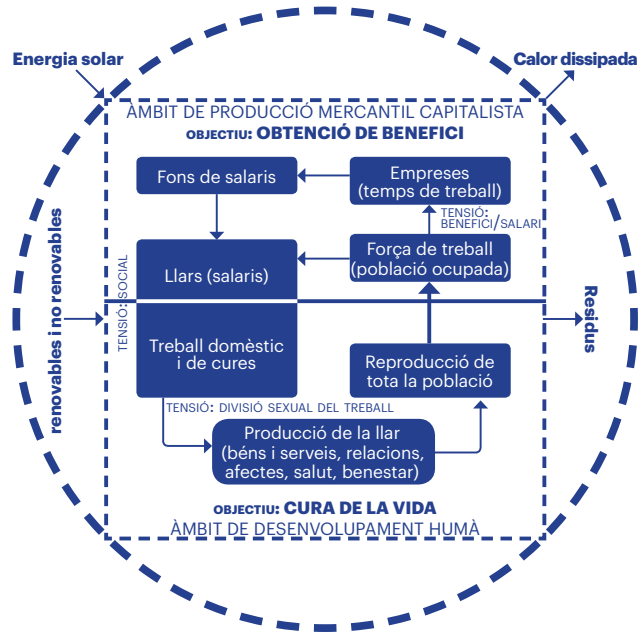 Energia solar
Calor dissipada
ÀMBIT DE PRODUCCIÓ MERCANTIL CAPITALISTA
OBJECTIU: OBTENCIÓ DE BENEFICI
Fons de salaris
Empreses
(temps de treball)
TENSIÓ:
BENEFICI/SALARI
Força de treball
(població ocupada)
Llars (salaris)
TENSIÓ: SOCIAL
renovables i no renovables
Residus
Treball domèstic
i de cures
Reproducció de
tota la població
TENSIÓ: DIVISIÓ SEXUAL DEL TREBALL
Producció de la llar
(béns i serveis, relacions,
afectes, salut, benestar)
OBJECTIU: CURA DE LA VIDA
ÀMBIT DE DESENVOLUPAMENT HUMÀ